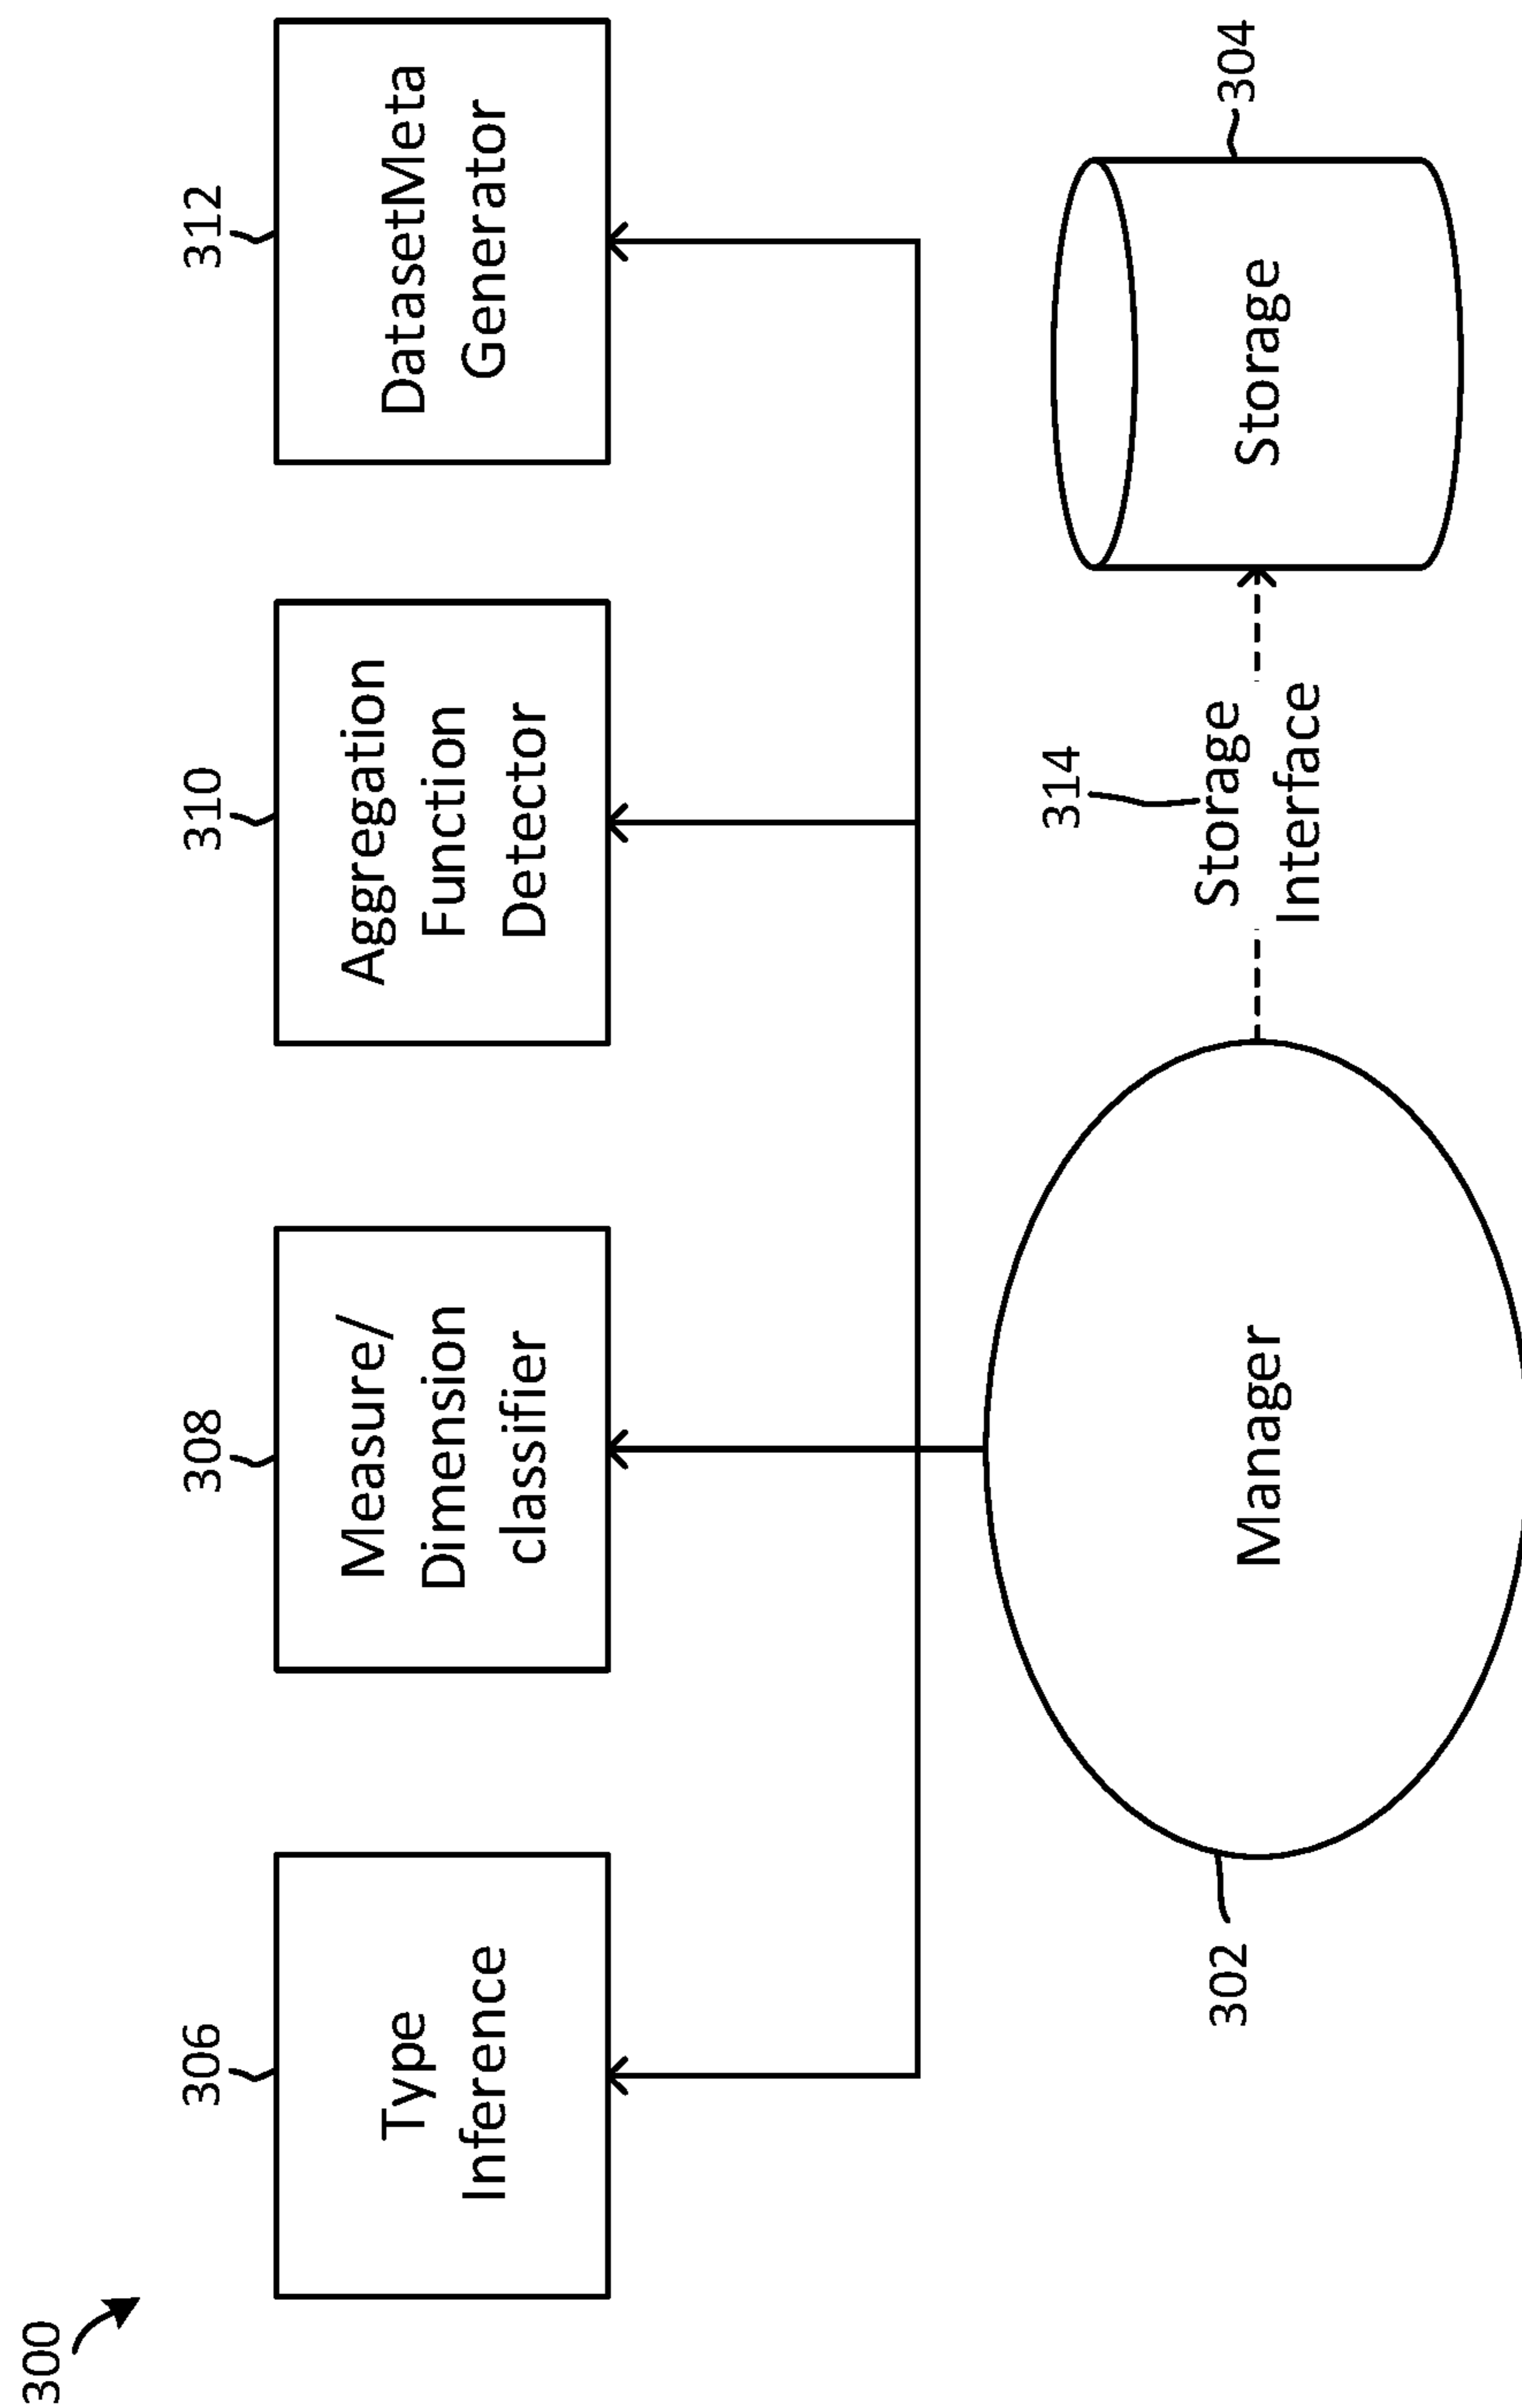 300
306
308
310
312
Type
Inference
Measure/
Dimension
classifier
Aggregation
Function
Detector
DatasetMeta
Generator
302
Manager
314
Storage
Interface
Storage
304